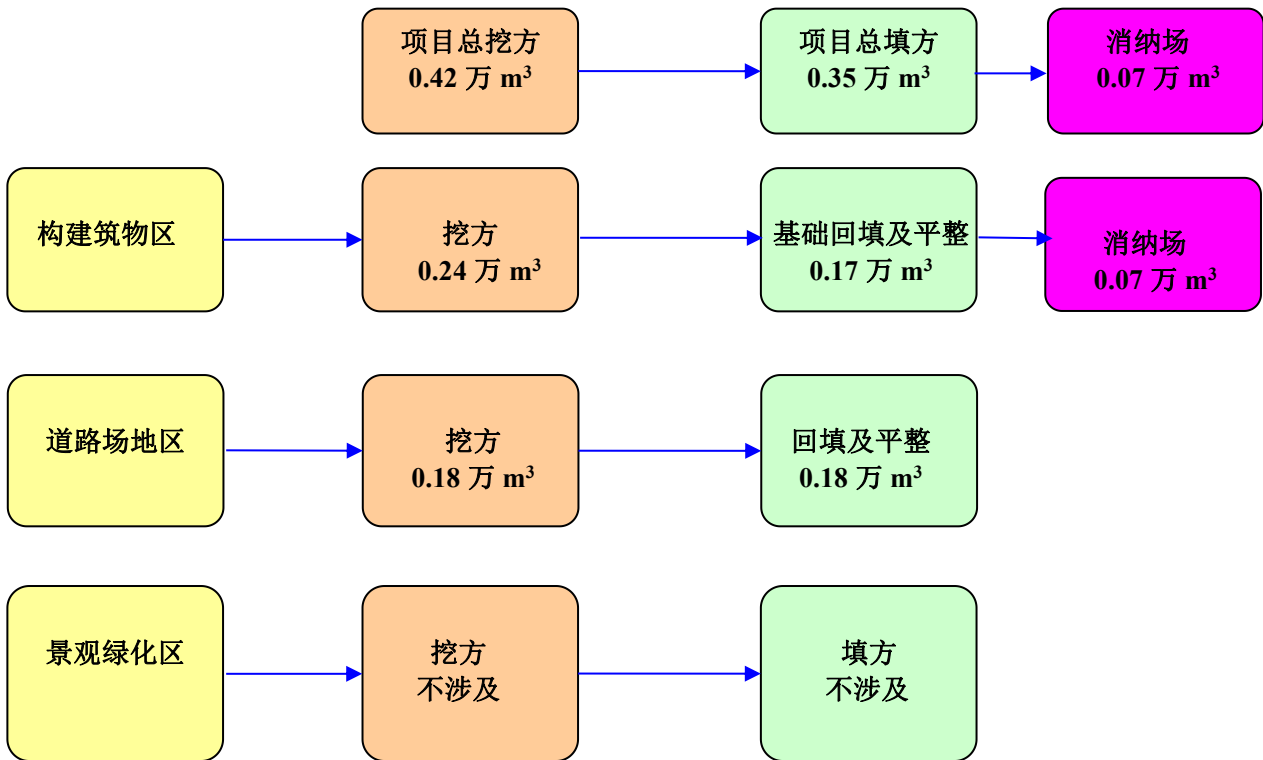 项目总挖方
0.42 万 m³
项目总填方
0.35 万 m³
消纳场
0.07 万 m³
构建筑物区
挖方
0.24 万 m³
基础回填及平整
0.17 万 m³
消纳场
0.07 万 m³
道路场地区
挖方
0.18 万 m³
回填及平整
0.18 万 m³
景观绿化区
挖方
不涉及
填方
不涉及